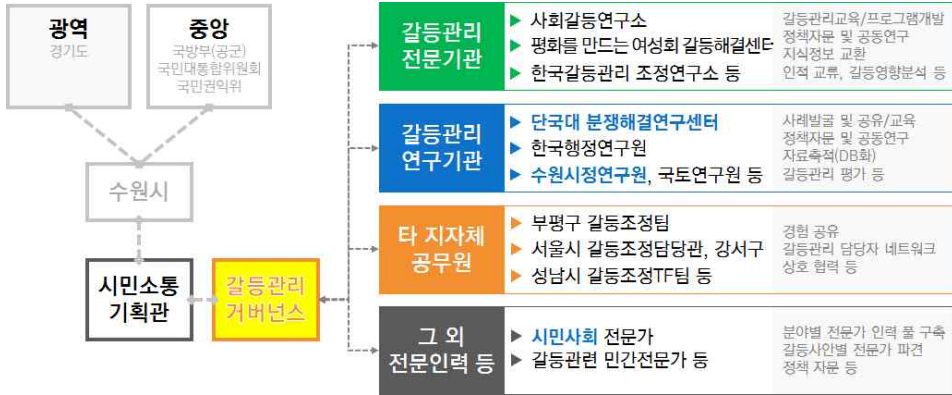 광역
경기도
중앙
국방부(공군)
국민대통합위원회
국민권익위
수원시
시민소통
기획관
갈등관리
거버넌스
갈등관리
전문기관
▶ 사회갈등연구소
▶ 평화를 만드는 여성회 갈등해결센터
▶ 한국갈등관리 조정연구소 등
갈등관리교육/프로그램개발
정책자문 및 공동연구
지식정보 교환
인적 교류, 갈등영향분석 등
갈등관리
연구기관
▶ 단국대 분쟁해결연구센터
▶ 한국행정연구원
▶ 수원시정연구원, 국토연구원 등
사례발굴 및 공유/교육
정책자문 및 공동연구
자료축적(DB화)
갈등관리 평가 등
타 지자체
공무원
▶ 부평구 갈등조정팀
▶ 서울시 갈등조정담당관, 강서구
▶ 성남시 갈등조정TF팀 등
경험 공유
갈등관리 담당자 네트워크
상호 협력 등
그 외
전문인력 등
▶ 시민사회 전문가
▶ 갈등관련 민간전문가 등
분야별 전문가 인력 풀 구축
갈등사안별 전문가 파견
정책 자문 등